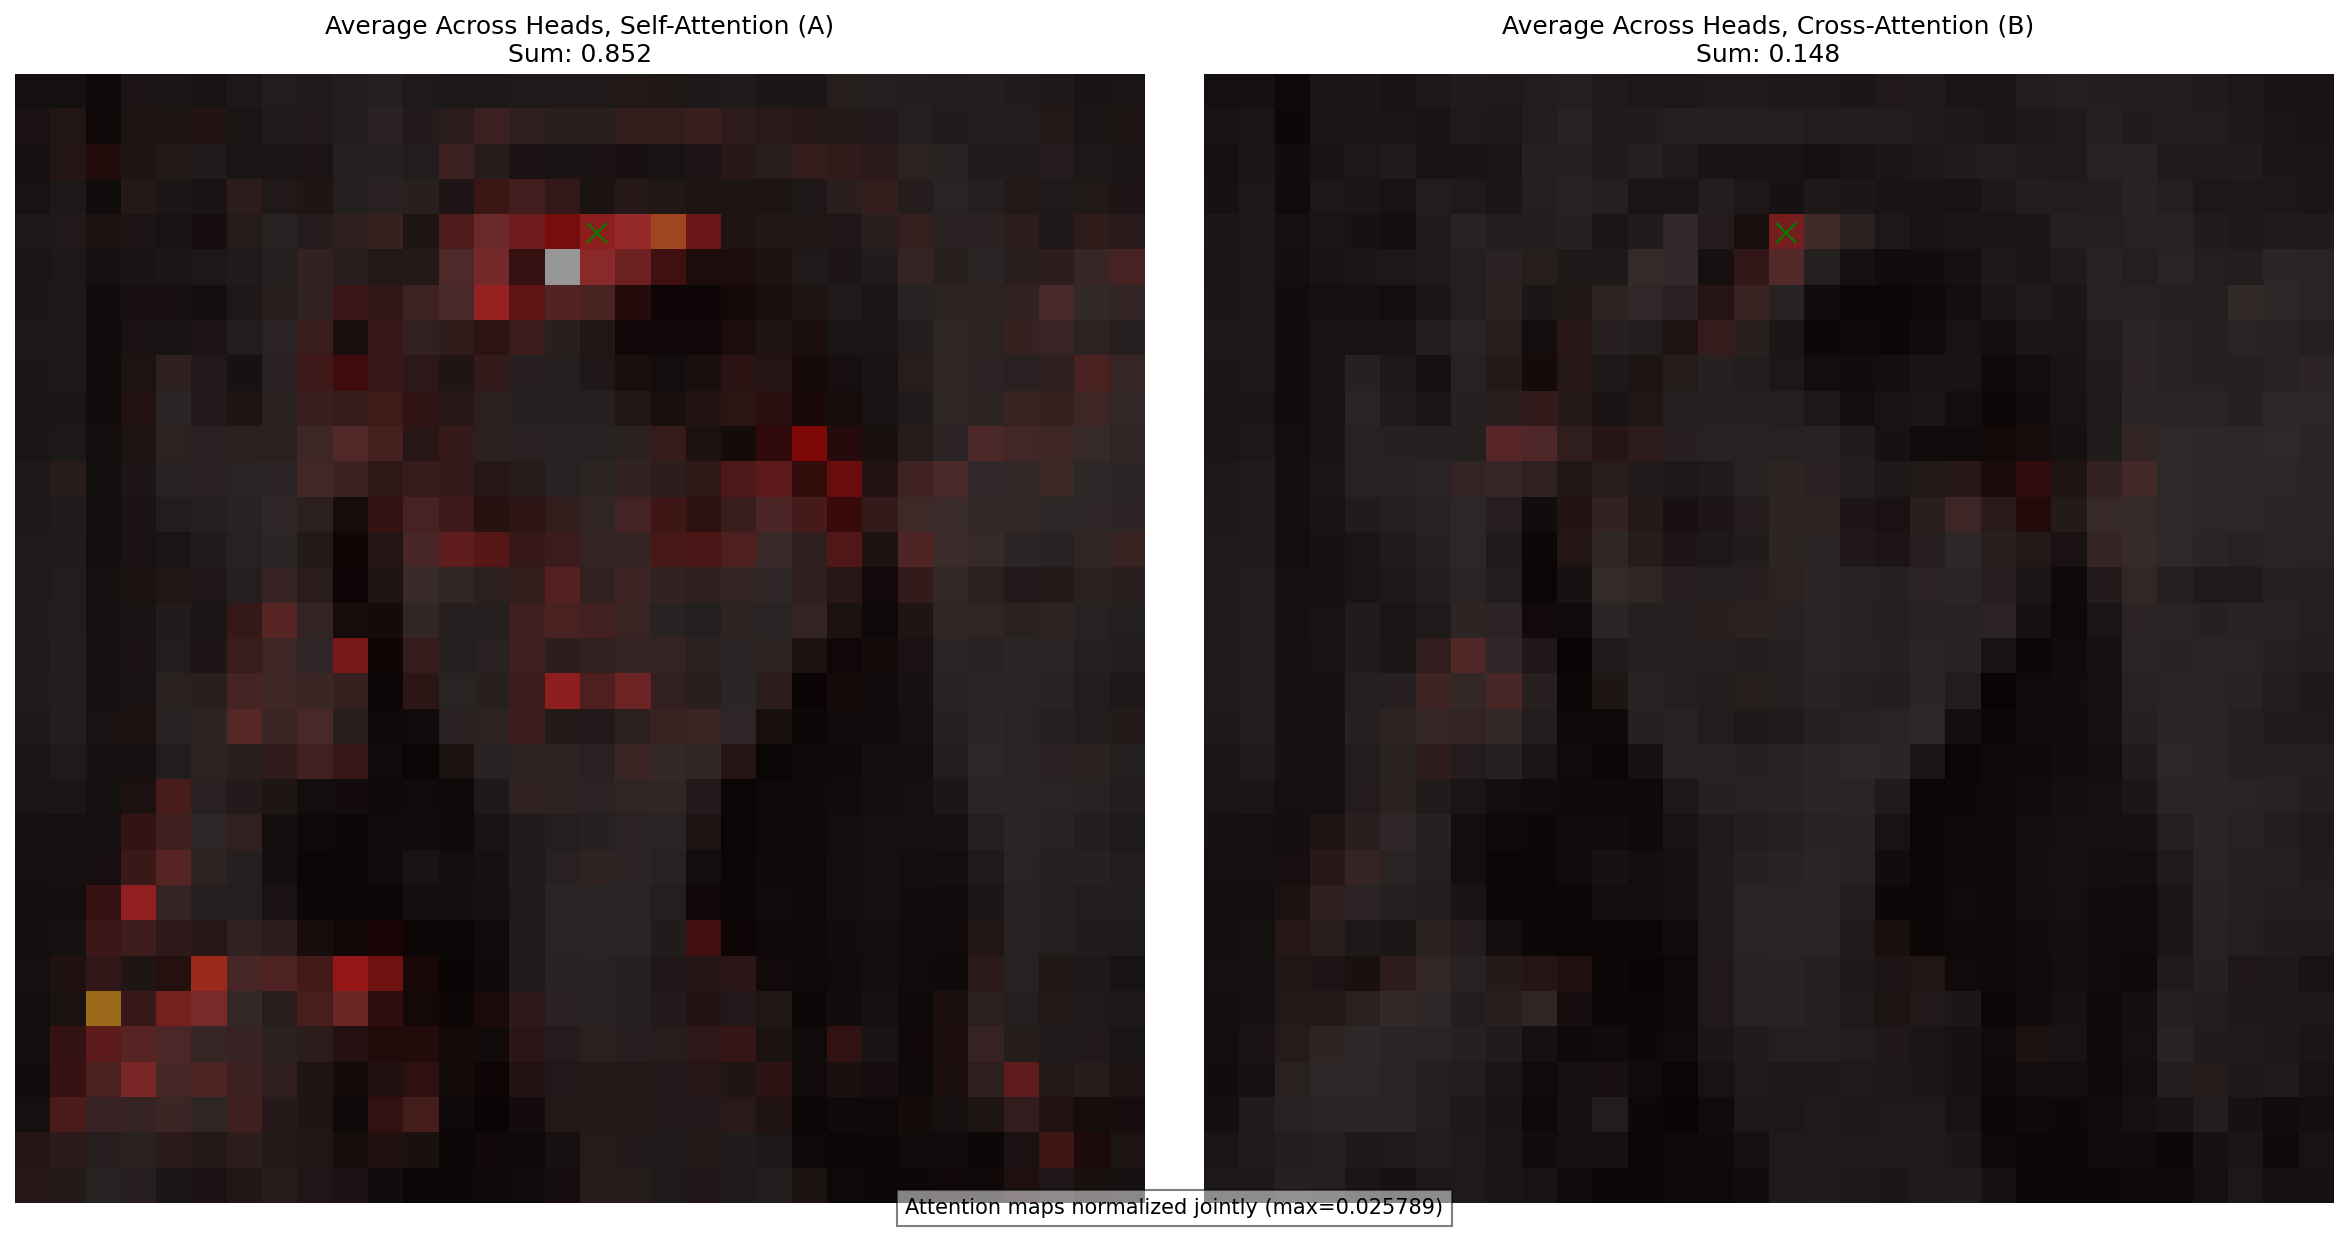 Average Across Heads, Self-Attention (A)
Sum: 0.852
Average Across Heads, Cross-Attention (B)
Sum: 0.148
Attention maps normalized jointly (max=0.025789)